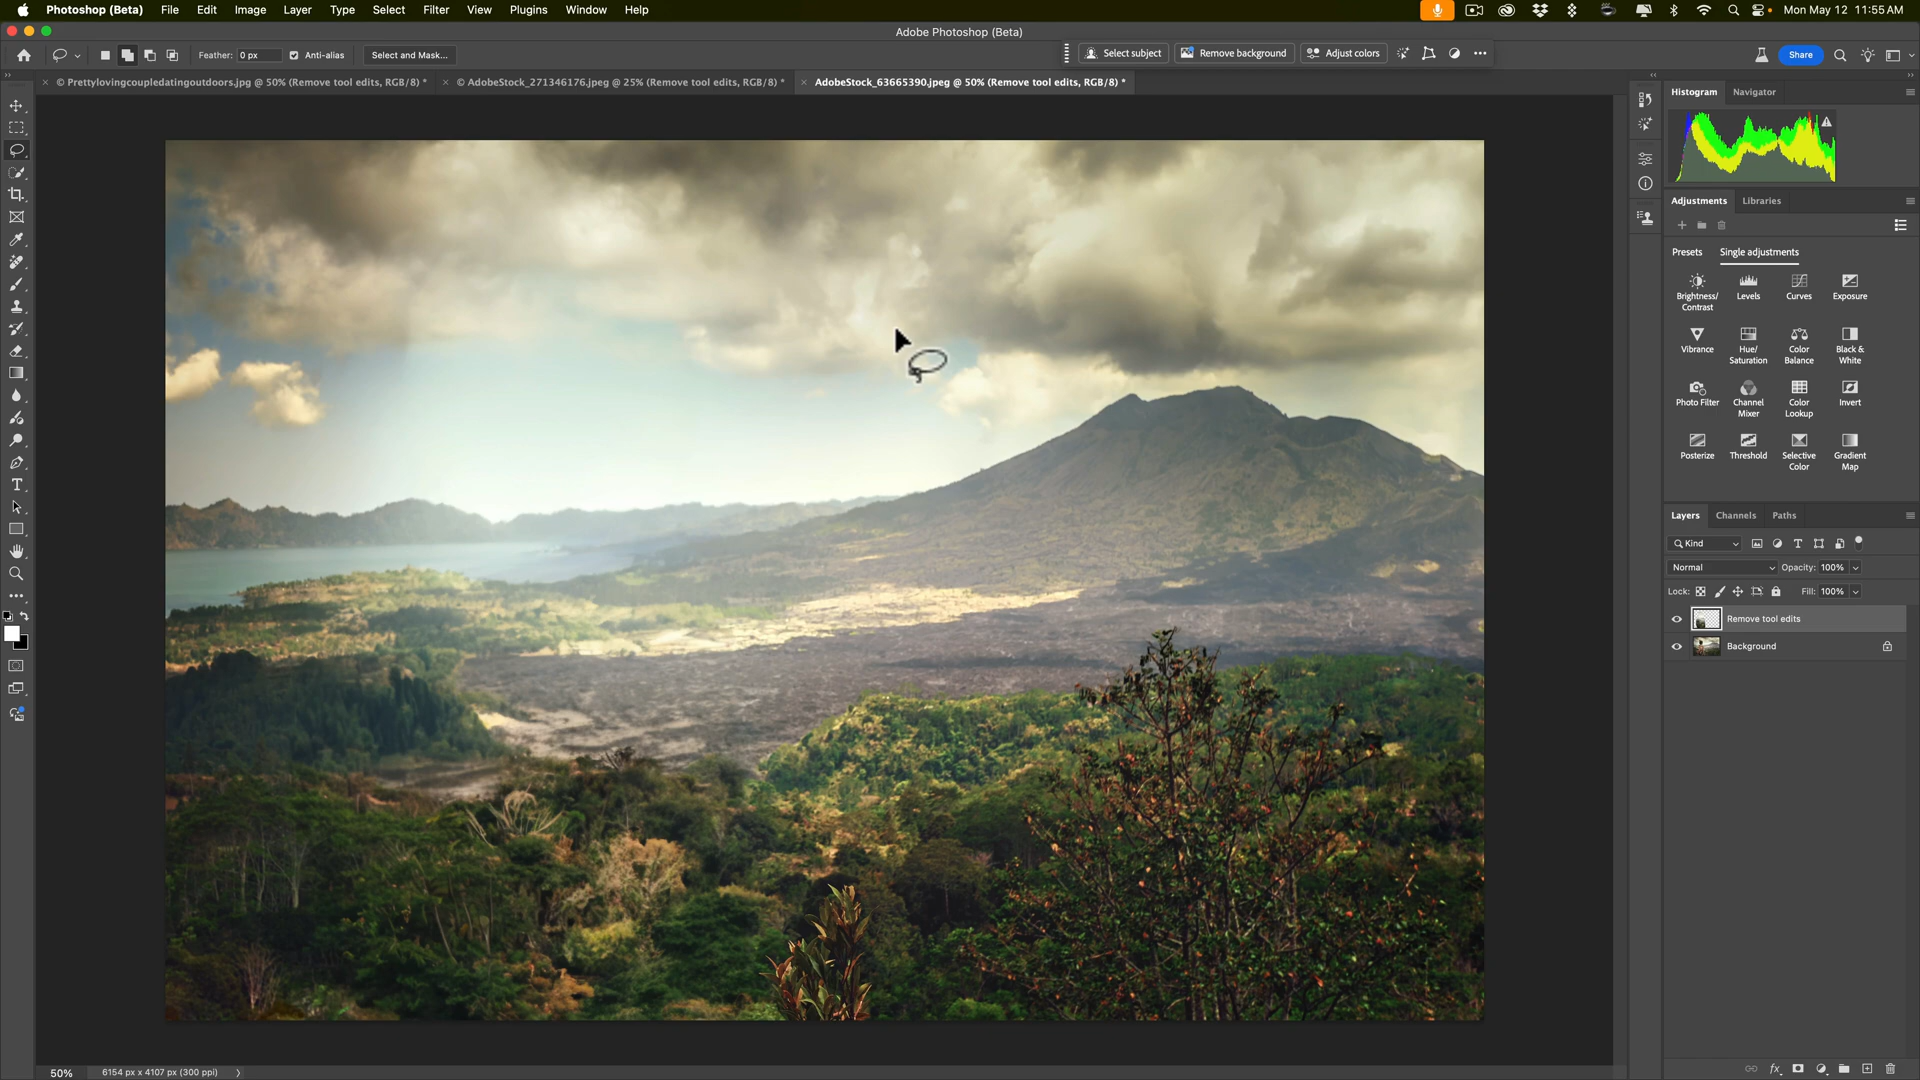 Photoshop (Beta) File Edit Image Layer Type Select Filter View Plugins Window Help Mon May 12 11:55 AM
Adobe Photoshop (Beta)
Feather: 0 px Anti-alias Select and Mask... Select subject Remove background Adjust colors Share
© Prettylovingcoupledatingoutdoors.jpg @ 50% (Remove tool edits, RGB/8) * © AdobeStock_271346176.jpeg @ 25% (Remove tool edits, RGB/8) * AdobeStock_63665390.jpeg @ 50% (Remove tool edits, RGB/8) *
Histogram Navigator
Adjustments Libraries
Presets Single adjustments
Brightness/
Contrast
Levels
Curves
Exposure
Vibrance
Hue/
Saturation
Color
Balance
Black &
White
Photo Filter
Channel
Mixer
Color
Lookup
Invert
Posterize
Threshold
Selective
Color
Gradient
Map
Layers Channels Paths
Kind
Normal Opacity: 100%
Lock: Fill: 100%
Remove tool edits
Background
50% 6154 px x 4107 px (300 ppi)